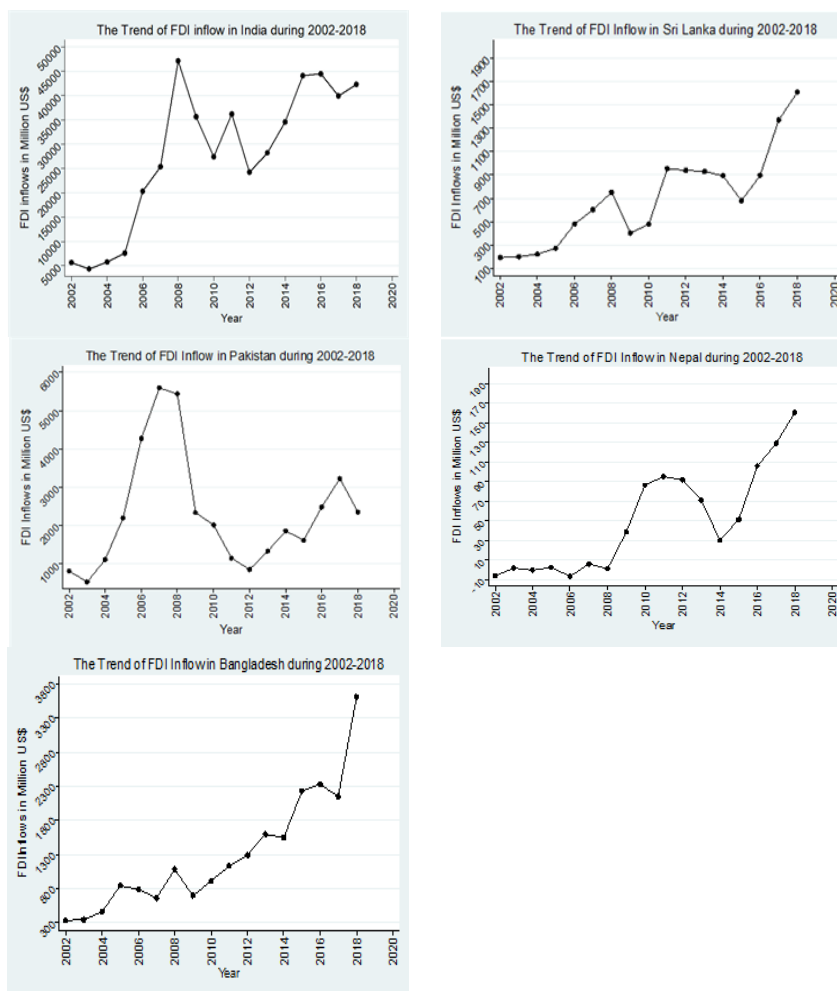 The Trend of FDI inflow in India during 2002-2018
FDI inflows in Million US$
50000
45000
40000
35000
30000
25000
20000
15000
10000
5000
2002 2004 2006 2008 2010 2012 2014 2016 2018 2020
Year
The Trend of FDI Inflow in Sri Lanka during 2002-2018
FDI Inflows in Million US$
1900
1700
1500
1300
1100
900
700
500
300
100
2002 2004 2006 2008 2010 2012 2014 2016 2018 2020
Year
The Trend of FDI Inflow in Pakistan during 2002-2018
FDI Inflows in Million US$
6000
5000
4000
3000
2000
1000
2002 2004 2006 2008 2010 2012 2014 2016 2018 2020
Year
The Trend of FDI Inflow in Nepal during 2002-2018
FDI Inflows in Million US$
190
170
150
130
110
90
70
50
30
10
-10
2002 2004 2006 2008 2010 2012 2014 2016 2018 2020
Year
The Trend of FDI Inflow in Bangladesh during 2002-2018
FDI Inflows in Million US$
3800
3300
2800
2300
1800
1300
800
300
2002 2004 2006 2008 2010 2012 2014 2016 2018 2020
Year